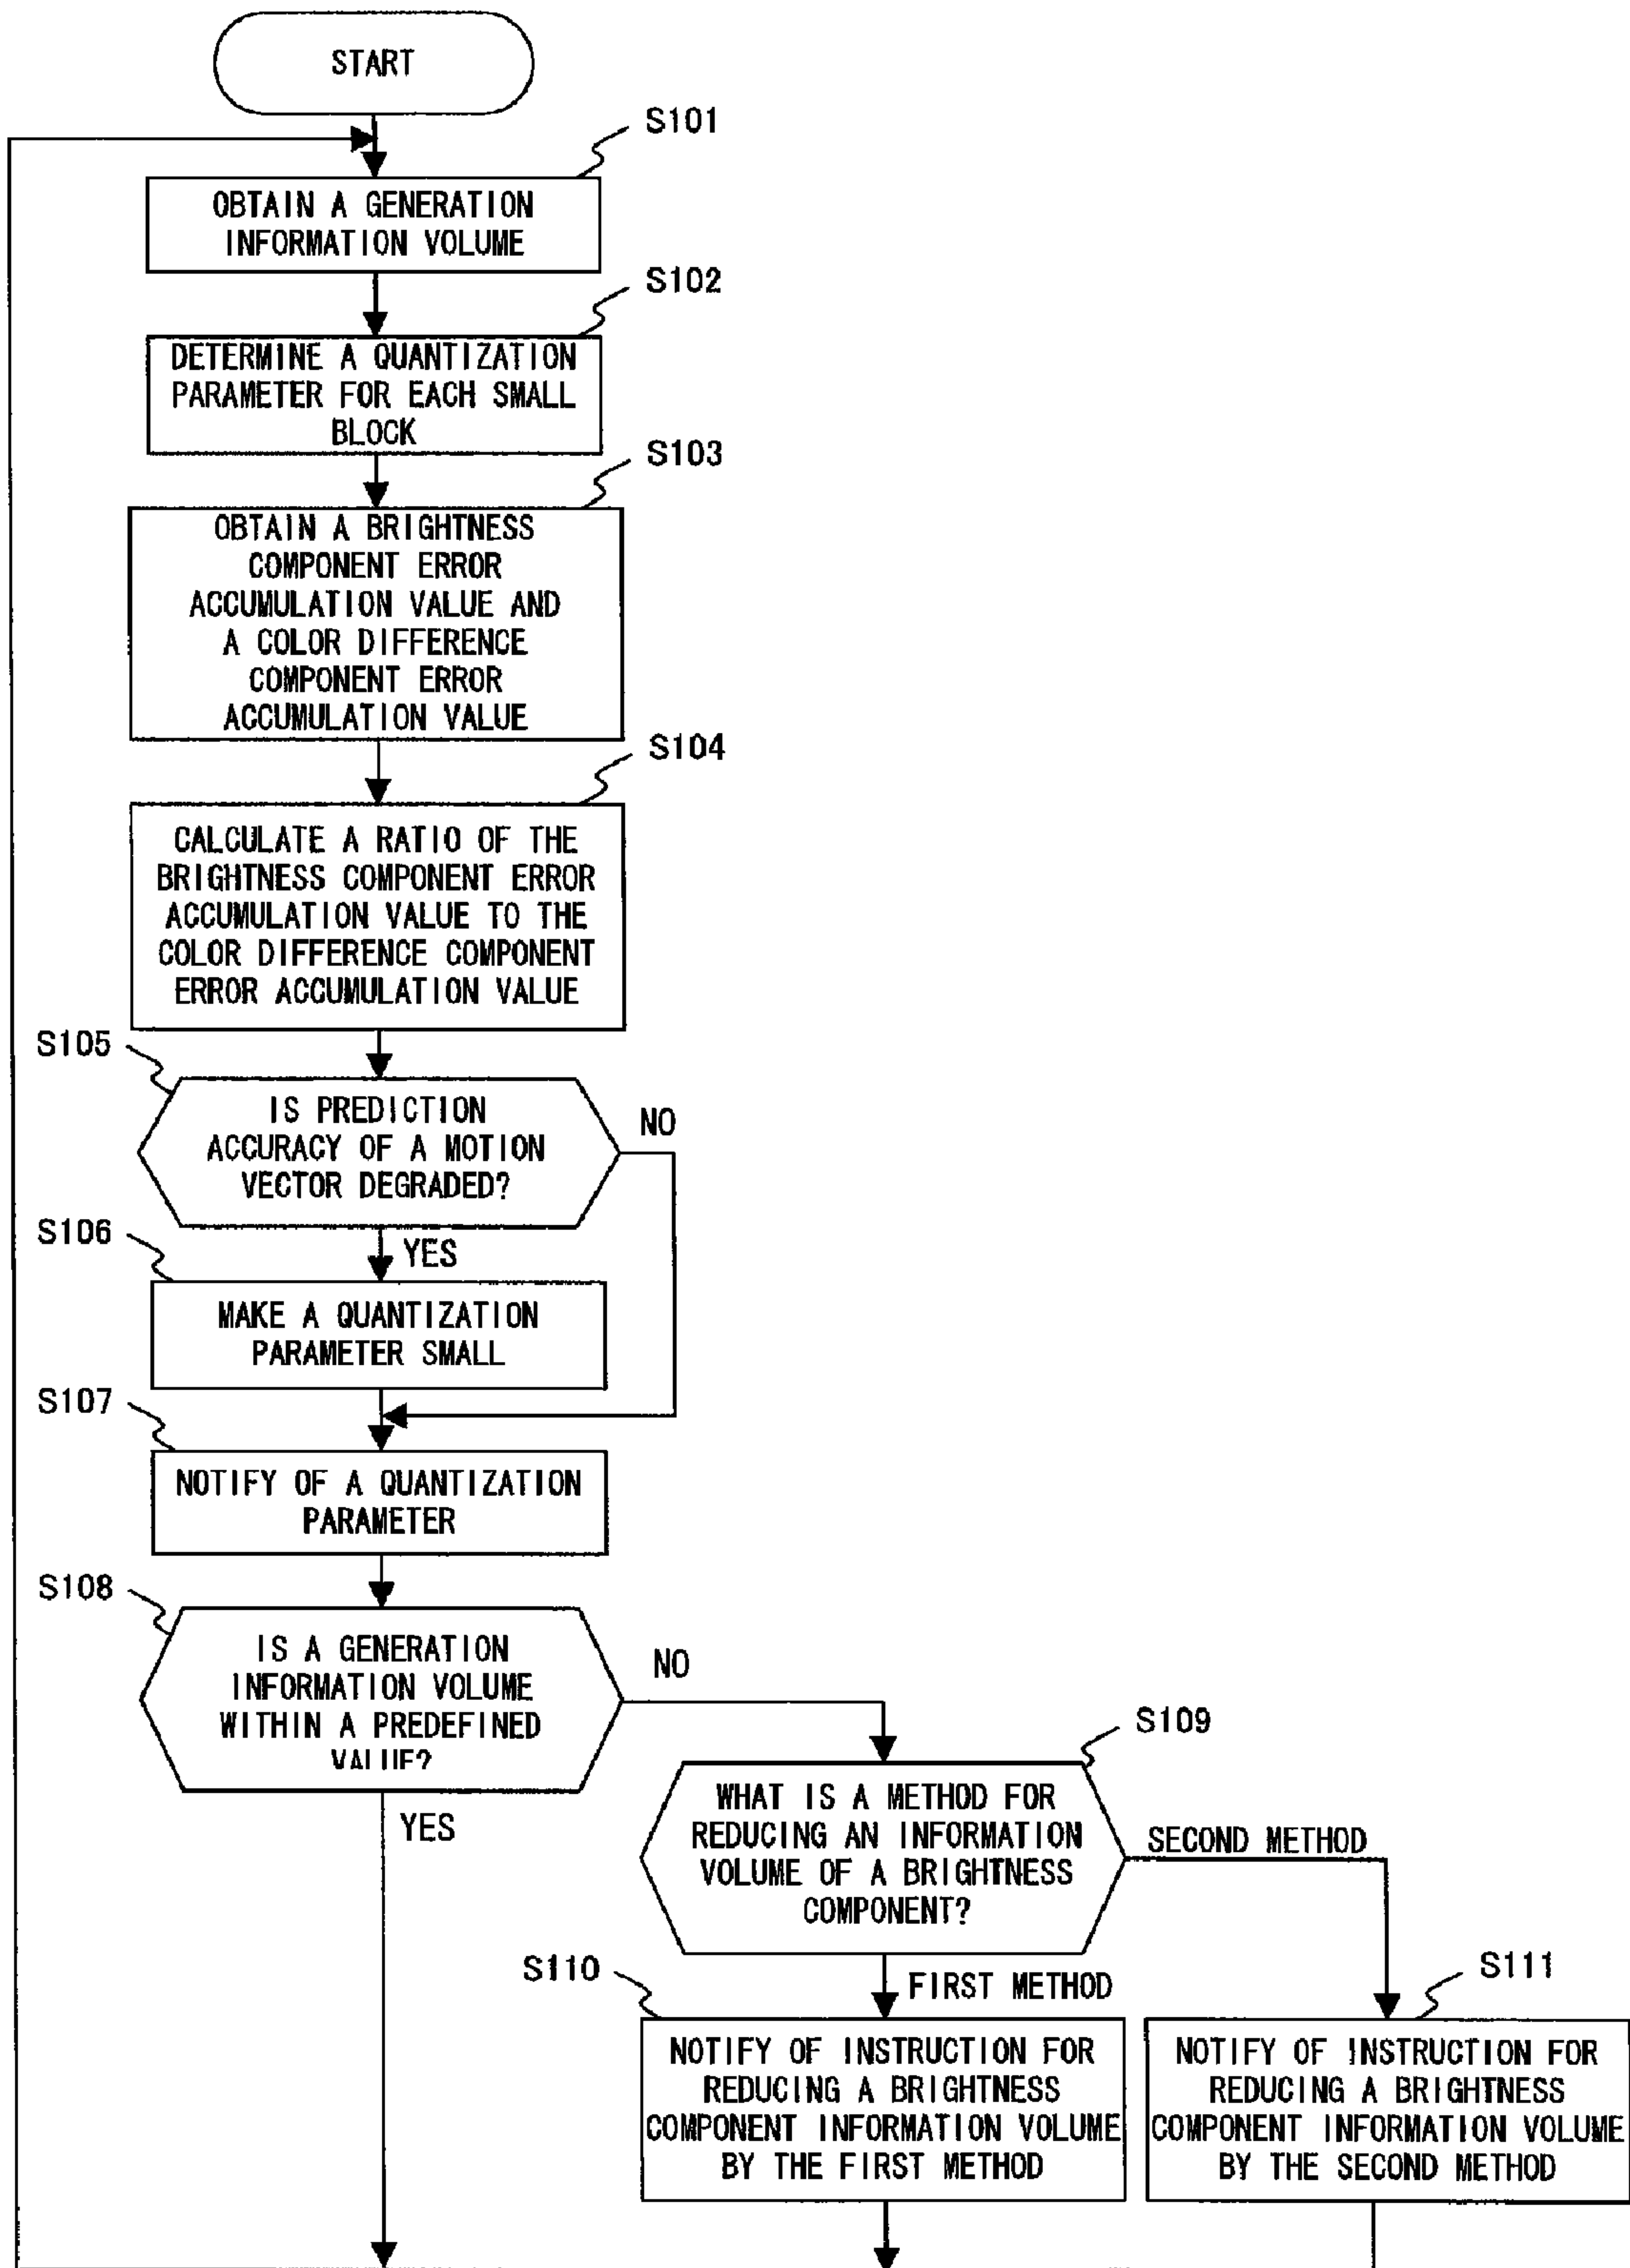 START
S101
OBTAIN A GENERATION
INFORMATION VOLUME
S102
DETERMINE A QUANTIZATION
PARAMETER FOR EACH SMALL
BLOCK
S103
OBTAIN A BRIGHTNESS
COMPONENT ERROR
ACCUMULATION VALUE AND
A COLOR DIFFERENCE
COMPONENT ERROR
ACCUMULATION VALUE
S104
CALCULATE A RATIO OF THE
BRIGHTNESS COMPONENT ERROR
ACCUMULATION VALUE TO THE
COLOR DIFFERENCE COMPONENT
ERROR ACCUMULATION VALUE
S105
IS PREDICTION
ACCURACY OF A MOTION
VECTOR DEGRADED?
NO
YES
S106
MAKE A QUANTIZATION
PARAMETER SMALL
S107
NOTIFY OF A QUANTIZATION
PARAMETER
S108
IS A GENERATION
INFORMATION VOLUME
WITHIN A PREDEFINED
VALUE?
NO
YES
S109
WHAT IS A METHOD FOR
REDUCING AN INFORMATION
VOLUME OF A BRIGHTNESS
COMPONENT?
SECOND METHOD
FIRST METHOD
S110
NOTIFY OF INSTRUCTION FOR
REDUCING A BRIGHTNESS
COMPONENT INFORMATION VOLUME
BY THE FIRST METHOD
S111
NOTIFY OF INSTRUCTION FOR
REDUCING A BRIGHTNESS
COMPONENT INFORMATION VOLUME
BY THE SECOND METHOD